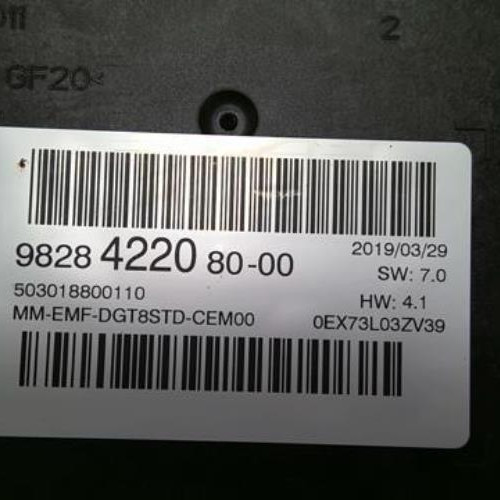 2
GF20
9828 4220 80-00
2019/03/29
SW: 7.0
503018800110
HW: 4.1
MM-EMF-DGT8STD-CEM00
0EX73L03ZV39